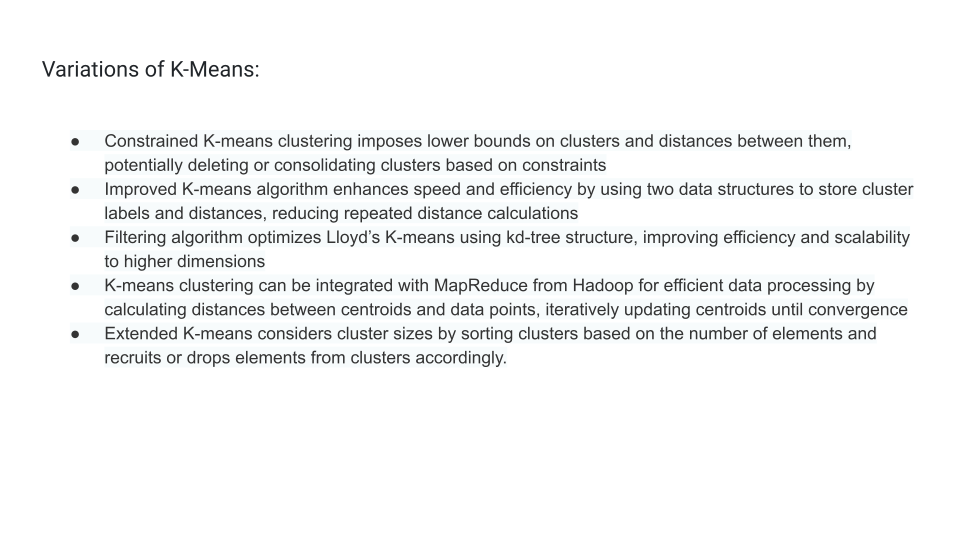 Variations of K-Means:
● Constrained K-means clustering imposes lower bounds on clusters and distances between them,
potentially deleting or consolidating clusters based on constraints
● Improved K-means algorithm enhances speed and efficiency by using two data structures to store cluster
labels and distances, reducing repeated distance calculations
● Filtering algorithm optimizes Lloyd’s K-means using kd-tree structure, improving efficiency and scalability
to higher dimensions
● K-means clustering can be integrated with MapReduce from Hadoop for efficient data processing by
calculating distances between centroids and data points, iteratively updating centroids until convergence
● Extended K-means considers cluster sizes by sorting clusters based on the number of elements and
recruits or drops elements from clusters accordingly.